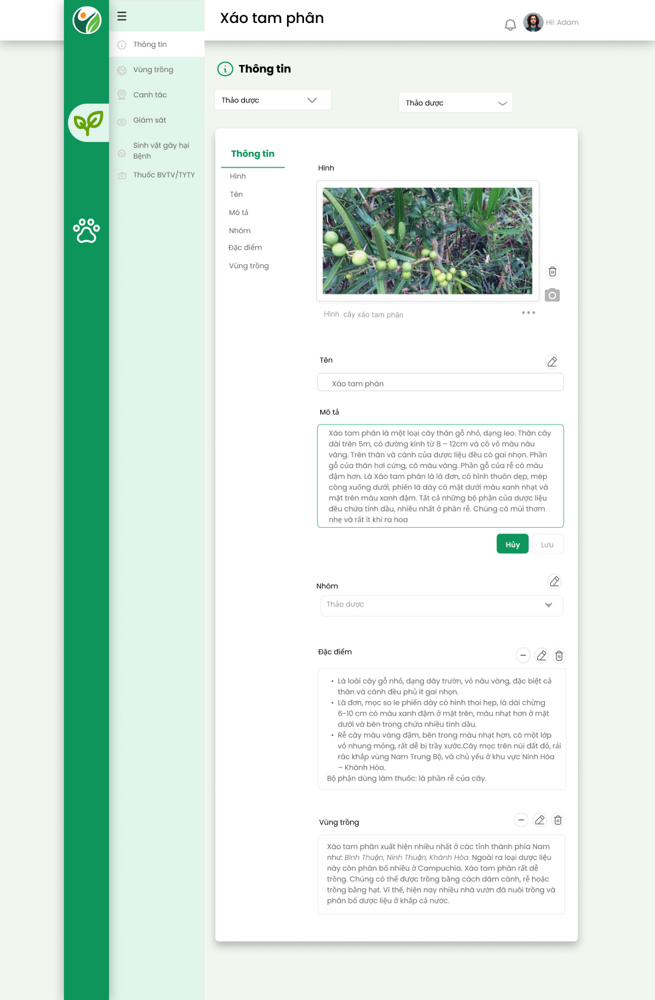 Xáo tam phân
Hi! Adam
Thông tin
Vùng trồng
Canh tác
Giám sát
Sinh vật gây hại
Bệnh
Thuốc BVTV/TYTY
Thông tin
Thảo dược
Thảo dược
Thông tin
Hình
Tên
Mô tả
Nhóm
Đặc điểm
Vùng trồng
Hình
Hình cây xáo tam phân
Tên
Xáo tam phân
Mô tả
Xáo tam phân là một loại cây thân gỗ nhỏ, dạng leo. Thân cây
dài trên 5m, có đường kính từ 8 – 12cm và có vỏ màu nâu
vàng. Trên thân và cành của dược liệu đều có gai nhọn. Phần
gỗ của thân hơi cứng, có màu vàng. Phần gỗ của rễ có màu
đậm hơn. Lá Xáo tam phân là lá đơn, có hình thuôn dẹp, mép
công xuống dưới, phiến lá dày có mặt dưới màu xanh nhạt và
mặt trên màu xanh đậm. Tất cả những bộ phận của dược liệu
đều chứa tinh dầu, nhiều nhất ở phần rễ. Chúng có mùi thơm
nhẹ và rất ít khi ra hoa
Hủy
Lưu
Nhóm
Thảo dược
Đặc điểm
• Là loài cây gỗ nhỏ, dạng dây trườn, vỏ nâu vàng, đặc biệt cả
thân và cành đều phủ ít gai nhọn.
• Lá đơn, mọc so le phiến dày có hình thoi hẹp, lá dài chừng
6-10 cm có màu xanh đậm ở mặt trên, màu nhạt hơn ở mặt
dưới và bên trong chứa nhiều tinh dầu.
• Rễ cây màu vàng đậm, bên trong màu nhạt hơn, có một lớp
vỏ nhung mỏng, rất dễ bị trầy xước.Cây mọc trên núi đất đỏ, rải
rác khắp vùng Nam Trung Bộ, và chủ yếu ở khu vực Ninh Hòa
– Khánh Hòa.
Bộ phận dùng làm thuốc: là phần rễ của cây.
Vùng trồng
Xáo tam phân xuất hiện nhiều nhất ở các tỉnh thành phía Nam
như: Bình Thuận, Ninh Thuận, Khánh Hòa. Ngoài ra loại dược liệu
này còn phân bố nhiều ở Campuchia. Xáo tam phân rất dễ
trồng. Chúng có thể được trồng bằng cách dâm cành, rễ hoặc
trồng bằng hạt. Vì thế, hiện nay nhiều nhà vườn đã nuôi trồng và
phân bố dược liệu ở khắp cả nước.